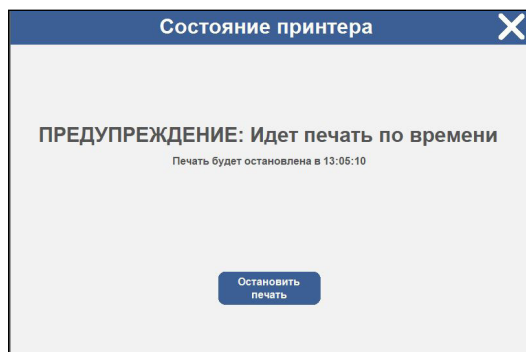 Состояние принтера
ПРЕДУПРЕЖДЕНИЕ: Идет печать по времени
Печать будет остановлена в 13:05:10
Остановить
печать